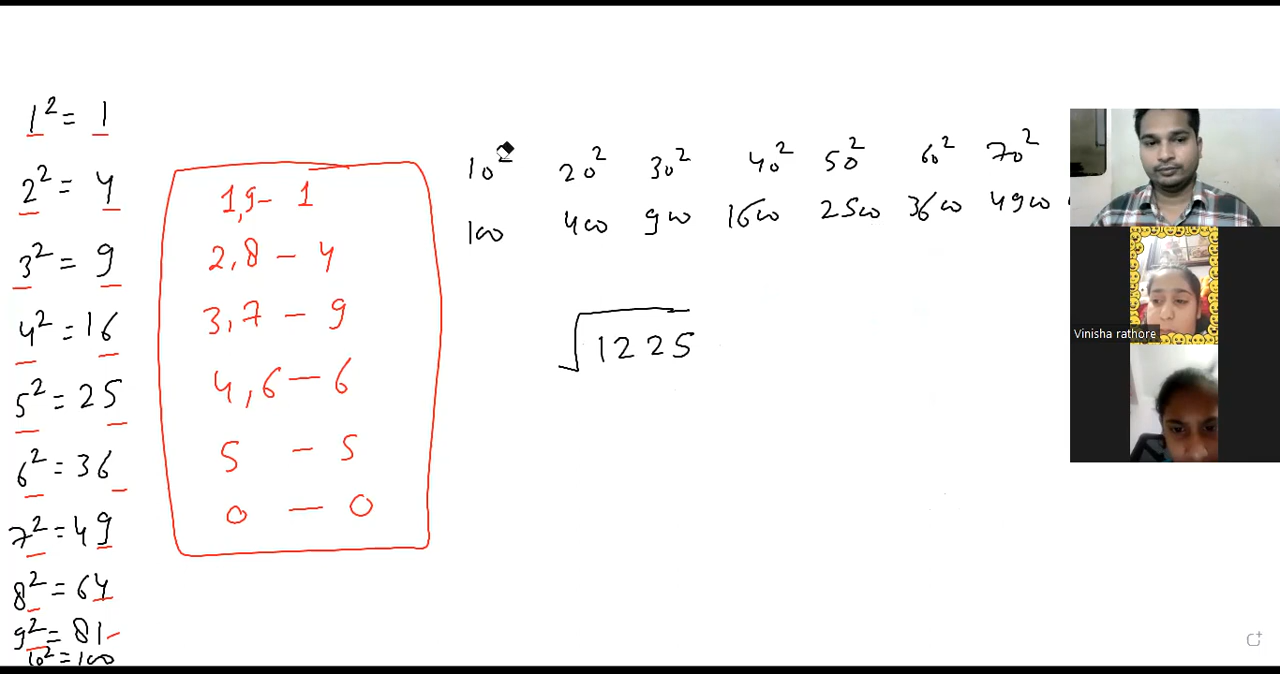 1² = 1
2² = 4
3² = 9
4² = 16
5² = 25
6² = 36
7² = 49
8² = 64
9² = 81
10² = 100
1,9 - 1
2,8 - 4
3,7 - 9
4,6 - 6
5 - 5
0 - 0
10² 20² 30² 40² 50² 60² 70²
100 400 900 1600 2500 3600 4900
√1225
Vinisha rathore